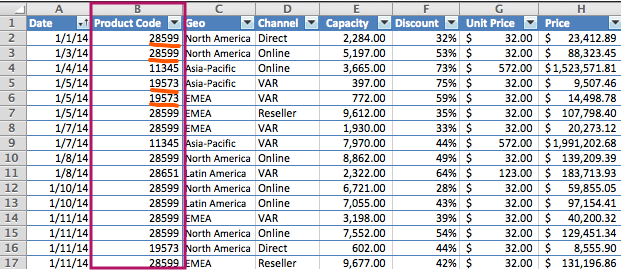 A B C D E F G H
1 Date Product Code Geo Channel Capacity Discount Unit Price Price
2 1/1/14 28599 North America Direct 2,284.00 32% $ 32.00 $ 23,412.89
3 1/3/14 28599 North America Online 5,197.00 53% $ 32.00 $ 88,323.45
4 1/4/14 11345 Asia-Pacific Online 3,665.00 73% $ 572.00 $1,523,571.81
5 1/5/14 19573 Asia-Pacific VAR 397.00 75% $ 32.00 $ 9,507.46
6 1/5/14 19573 EMEA VAR 772.00 59% $ 32.00 $ 14,498.78
7 1/5/14 28599 EMEA Reseller 9,612.00 35% $ 32.00 $ 107,798.40
8 1/7/14 28599 EMEA VAR 1,930.00 33% $ 32.00 $ 20,273.12
9 1/7/14 11345 Asia-Pacific VAR 7,970.00 44% $ 572.00 $1,991,202.68
10 1/8/14 28599 North America Online 8,862.00 49% $ 32.00 $ 139,209.39
11 1/8/14 28651 Latin America VAR 2,322.00 64% $ 123.00 $ 183,713.93
12 1/10/14 28599 North America Online 6,721.00 28% $ 32.00 $ 59,855.05
13 1/10/14 28599 Latin America Online 7,055.00 43% $ 32.00 $ 97,154.41
14 1/11/14 28599 EMEA VAR 3,198.00 39% $ 32.00 $ 40,200.32
15 1/11/14 28599 North America Online 7,552.00 54% $ 32.00 $ 129,451.34
16 1/11/14 19573 North America Direct 602.00 44% $ 32.00 $ 8,555.90
17 1/11/14 28599 EMEA Reseller 9,677.00 42% $ 32.00 $ 131,196.86